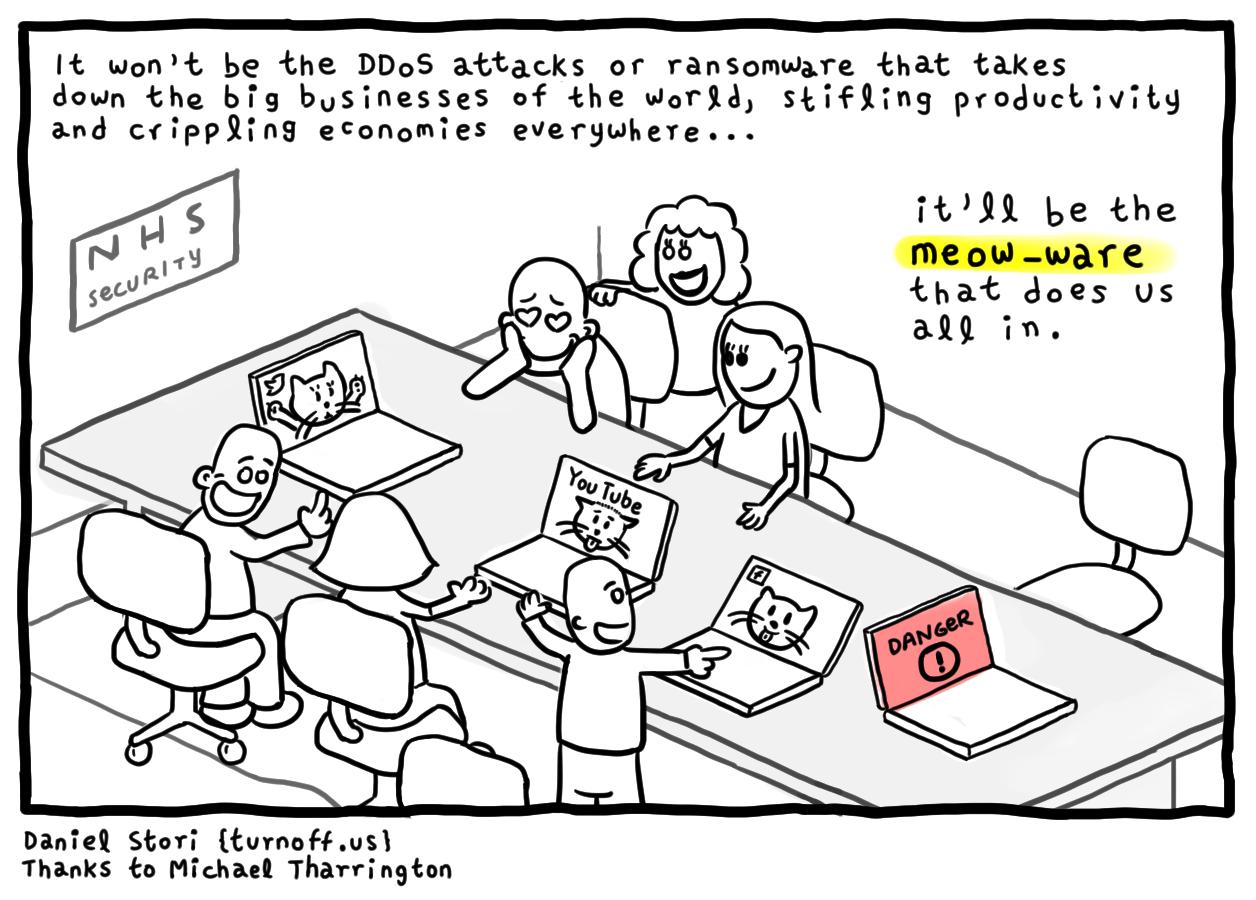 It won't be the DDoS attacks or ransomware that takes
down the big businesses of the world, stifling productivity
and crippling economies everywhere...
it'll be the
meow-ware
that does us
all in.
NHS
SECURITY
You Tube
f
DANGER
!
Daniel Stori {turnoff.us}
Thanks to Michael Tharrington